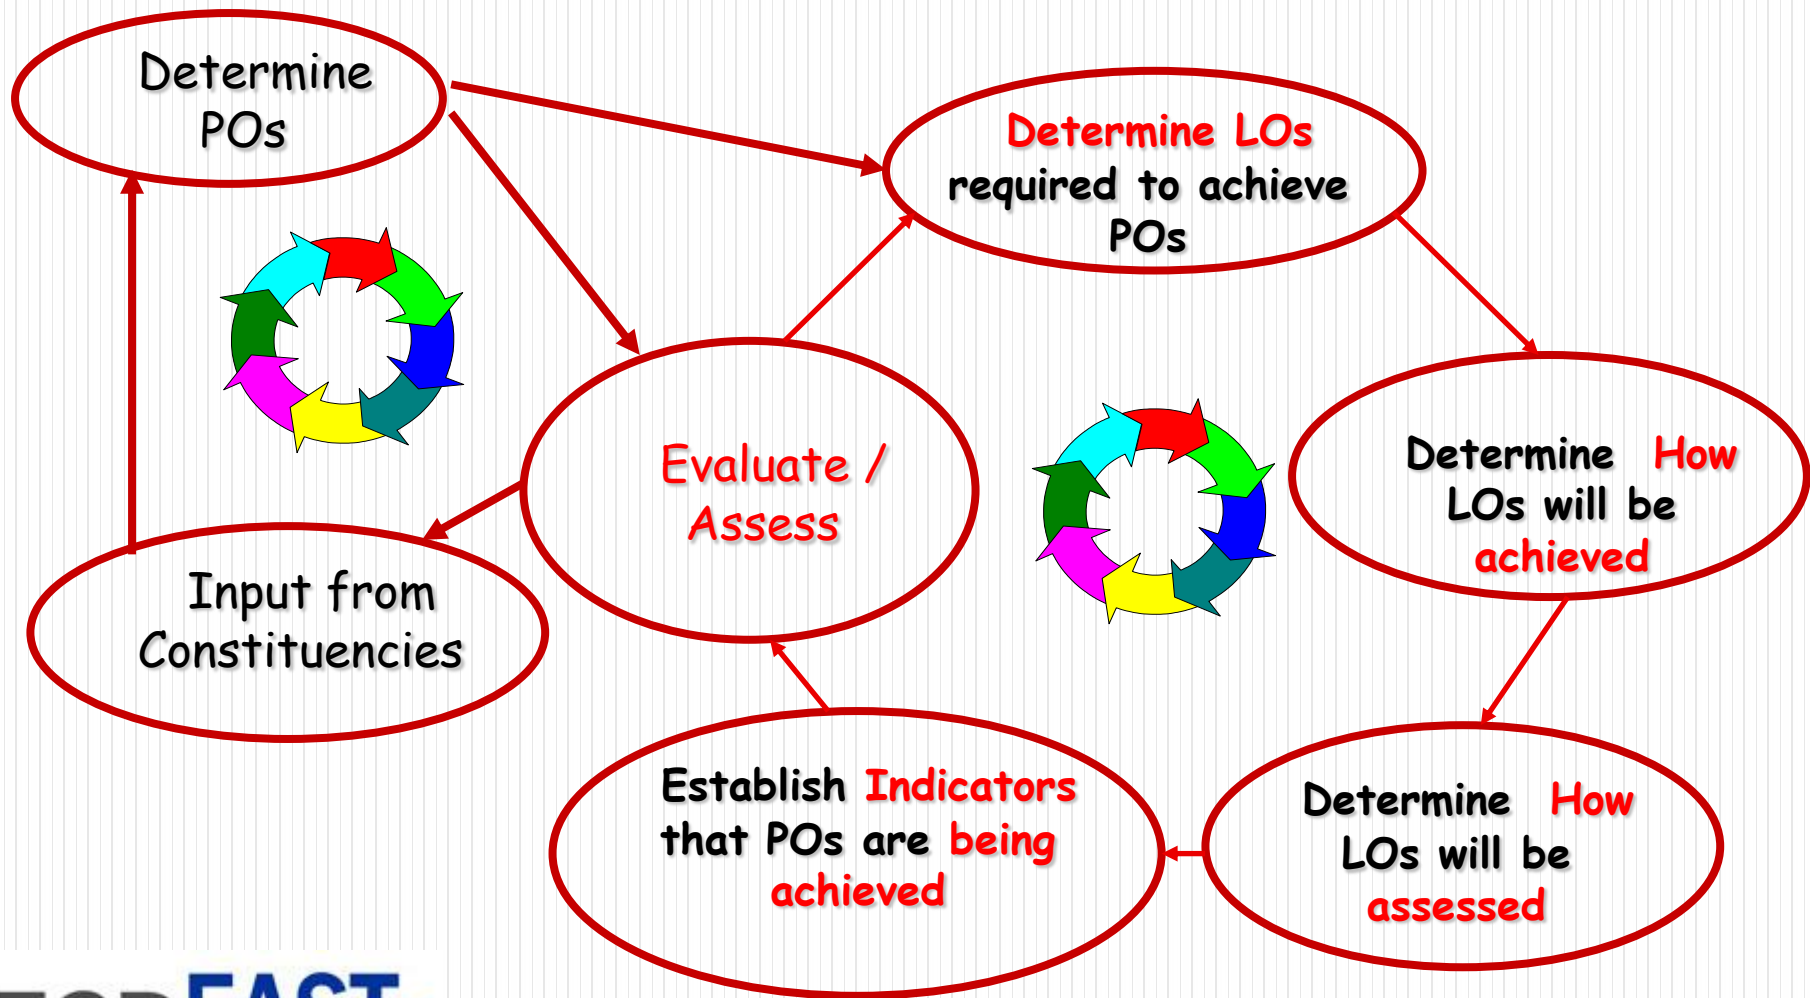 Determine
POs
Determine LOs
required to achieve
POs
Evaluate /
Assess
Determine How
LOs will be
achieved
Input from
Constituencies
Establish Indicators
that POs are being
achieved
Determine How
LOs will be
assessed
EAST